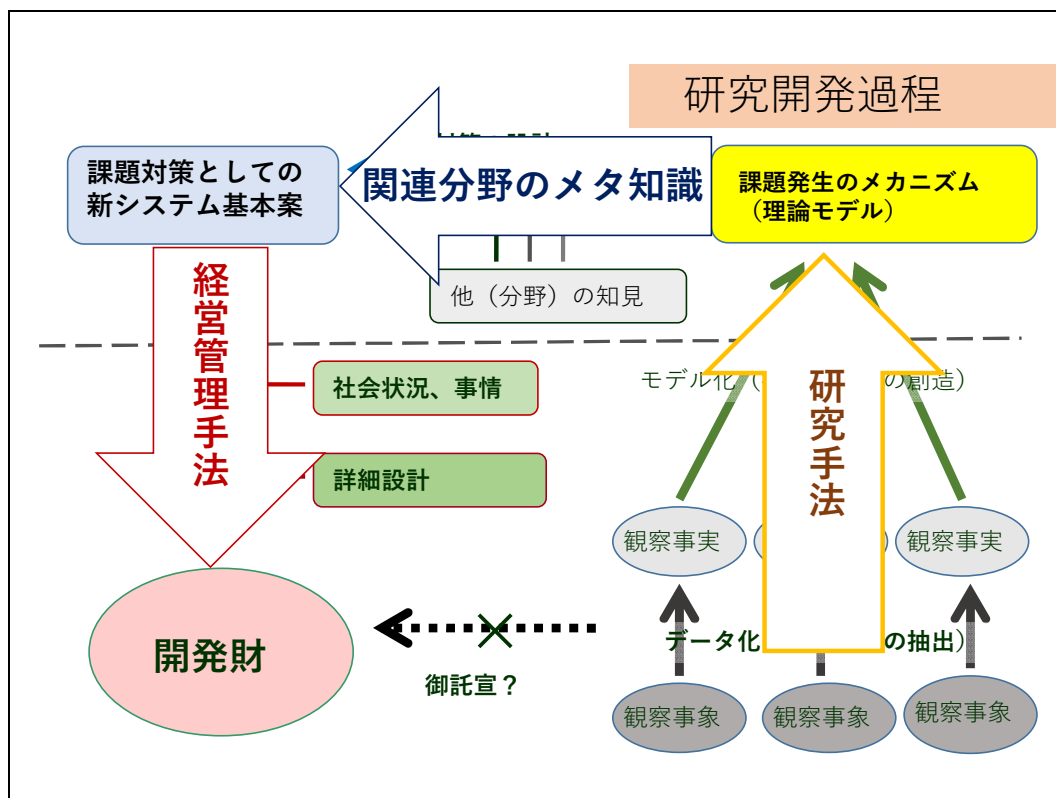 研究開発過程
課題対策としての
新システム基本案
関連分野のメタ知識
課題発生のメカニズム
（理論モデル）
他（分野）の知見
経営管理手法
社会状況、事情
詳細設計
モデル化（
の創造）
研究手法
観察事実
観察事実
開発財
御託宣？
データ化
の抽出）
観察事象
観察事象
観察事象